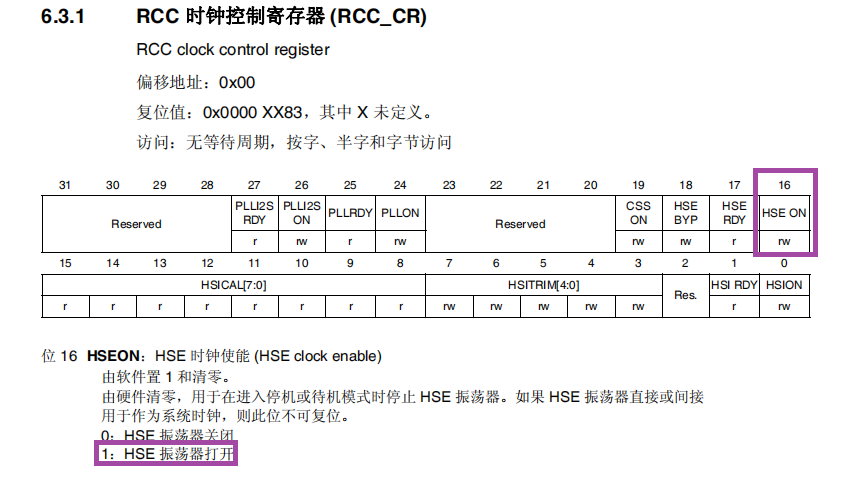 6.3.1 RCC 时钟控制寄存器 (RCC_CR)
RCC clock control register
偏移地址：0x00
复位值：0x0000 XX83，其中 X 未定义。
访问：无等待周期，按字、半字和字节访问
31 30 29 28 27 26 25 24 23 22 21 20 19 18 17 16
Reserved PLLI2S RDY PLLI2S ON PLLRDY PLLON Reserved CSS ON HSE BYP HSE RDY HSE ON
r rw r rw rw rw r rw
15 14 13 12 11 10 9 8 7 6 5 4 3 2 1 0
HSICAL[7:0] HSITRIM[4:0] Res. HSI RDY HSION
r r r r r r r r rw rw rw rw rw r rw
位 16 HSEON：HSE 时钟使能 (HSE clock enable)
由软件置 1 和清零。
由硬件清零，用于在进入停机或待机模式时停止 HSE 振荡器。如果 HSE 振荡器直接或间接
用于作为系统时钟，则此位不可复位。
0：HSE 振荡器关闭
1：HSE 振荡器打开